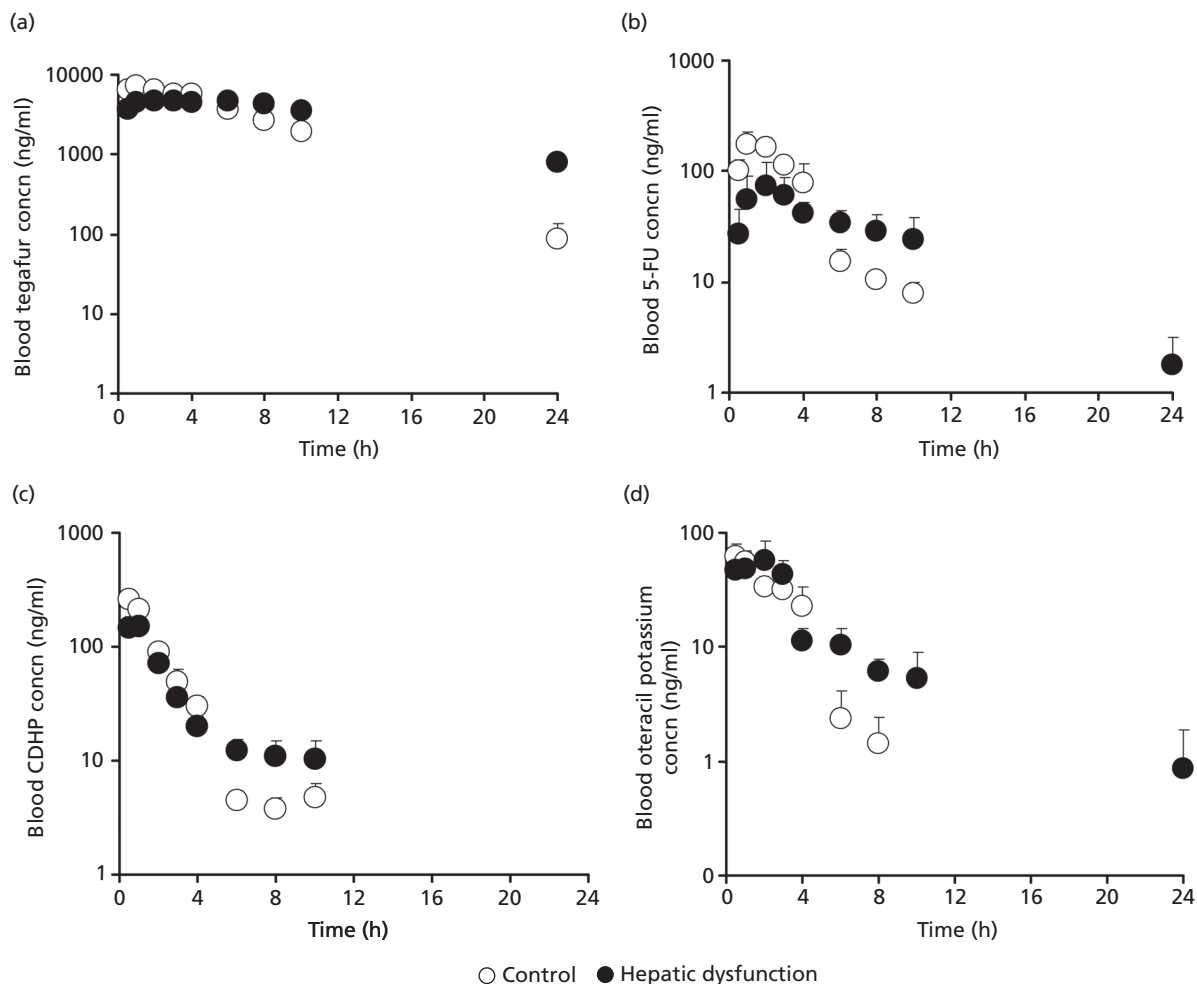 (a)
10000
1000
100
10
1
Blood tegafur concn (ng/ml)
0 4 8 12 16 20 24
Time (h)
(b)
1000
100
10
1
Blood 5-FU concn (ng/ml)
0 4 8 12 16 20 24
Time (h)
(c)
1000
100
10
1
Blood CDHP concn (ng/ml)
0 4 8 12 16 20 24
Time (h)
(d)
100
10
1
0
Blood oteracil potassium
concn (ng/ml)
0 4 8 12 16 20 24
Time (h)
Control Hepatic dysfunction